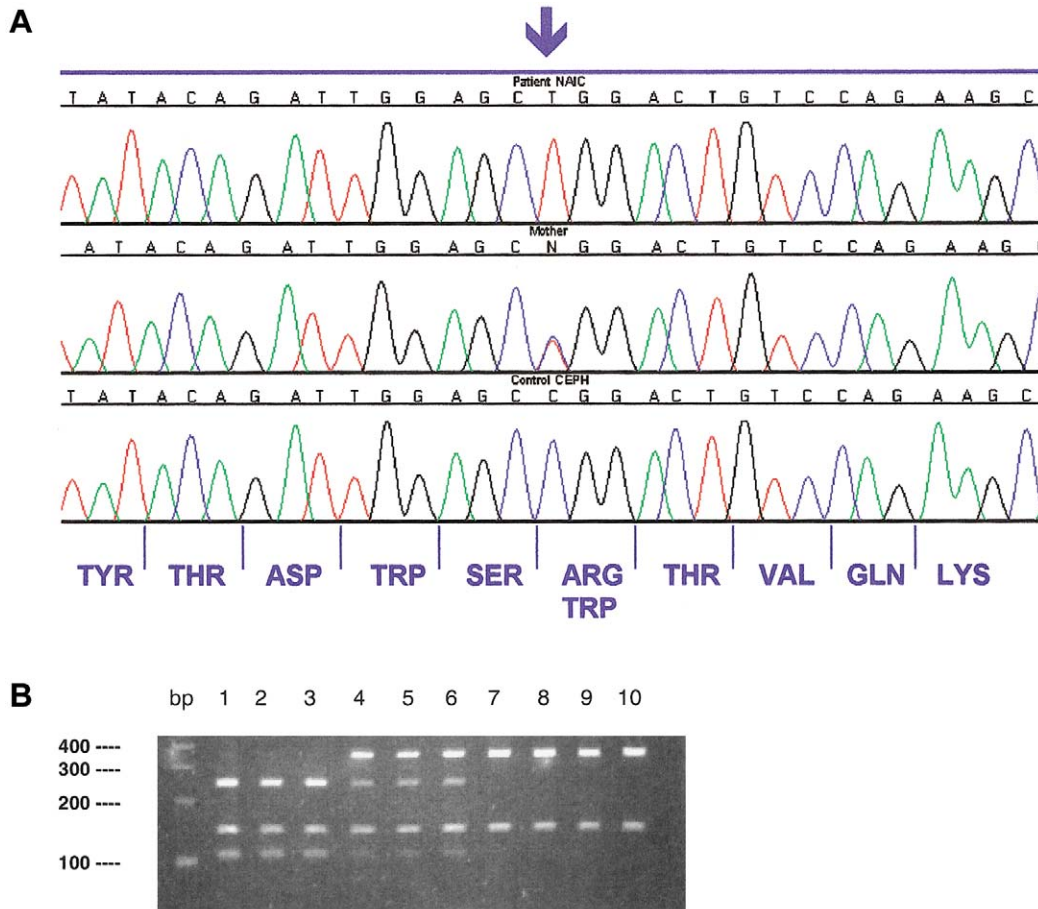 A
Patient NAIC
T A T A C A G A T T G G A G C T G G A C T G T C C A G A A G C
Mother
A T A C A G A T T G G A G C N G G A C T G T C C A G A A G
Control CEPH
T A T A C A G A T T G G A G C C G G A C T G T C C A G A A G C
TYR THR ASP TRP SER ARG THR VAL GLN LYS
TRP
B
bp 1 2 3 4 5 6 7 8 9 10
400 ----
300 ----
200 ----
100 ----